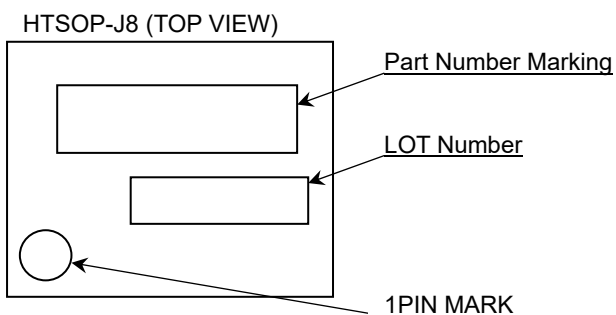 HTSOP-J8 (TOP VIEW)
Part Number Marking
LOT Number
1PIN MARK